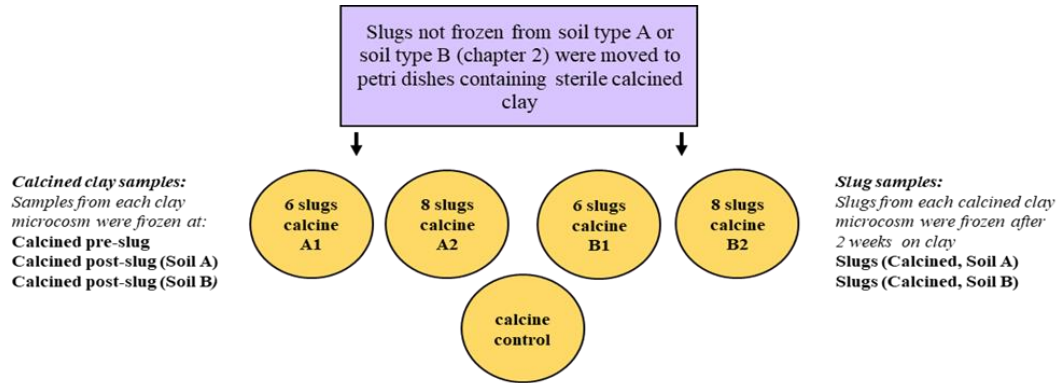 Slugs not frozen from soil type A or
soil type B (chapter 2) were moved to
petri dishes containing sterile calcined
clay
Calcined clay samples:
Samples from each clay
microcosm were frozen at:
Calcined pre-slug
Calcined post-slug (Soil A)
Calcined post-slug (Soil B)
6 slugs
calcine
A1
8 slugs
calcine
A2
6 slugs
calcine
B1
8 slugs
calcine
B2
calcine
control
Slug samples:
Slugs from each calcined clay
microcosm were frozen after
2 weeks on clay
Slugs (Calcined, Soil A)
Slugs (Calcined, Soil B)